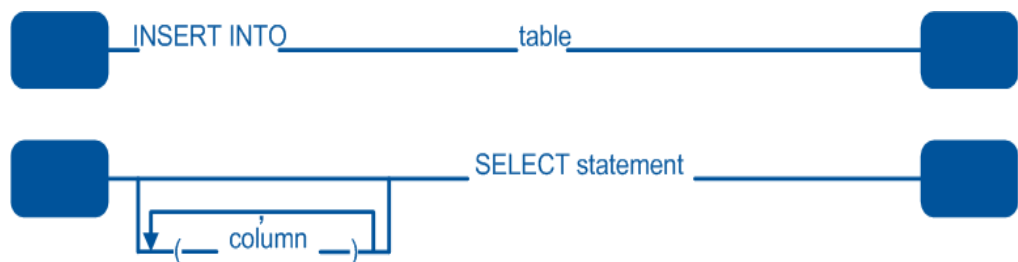 INSERT INTO table
SELECT statement
,
( column )